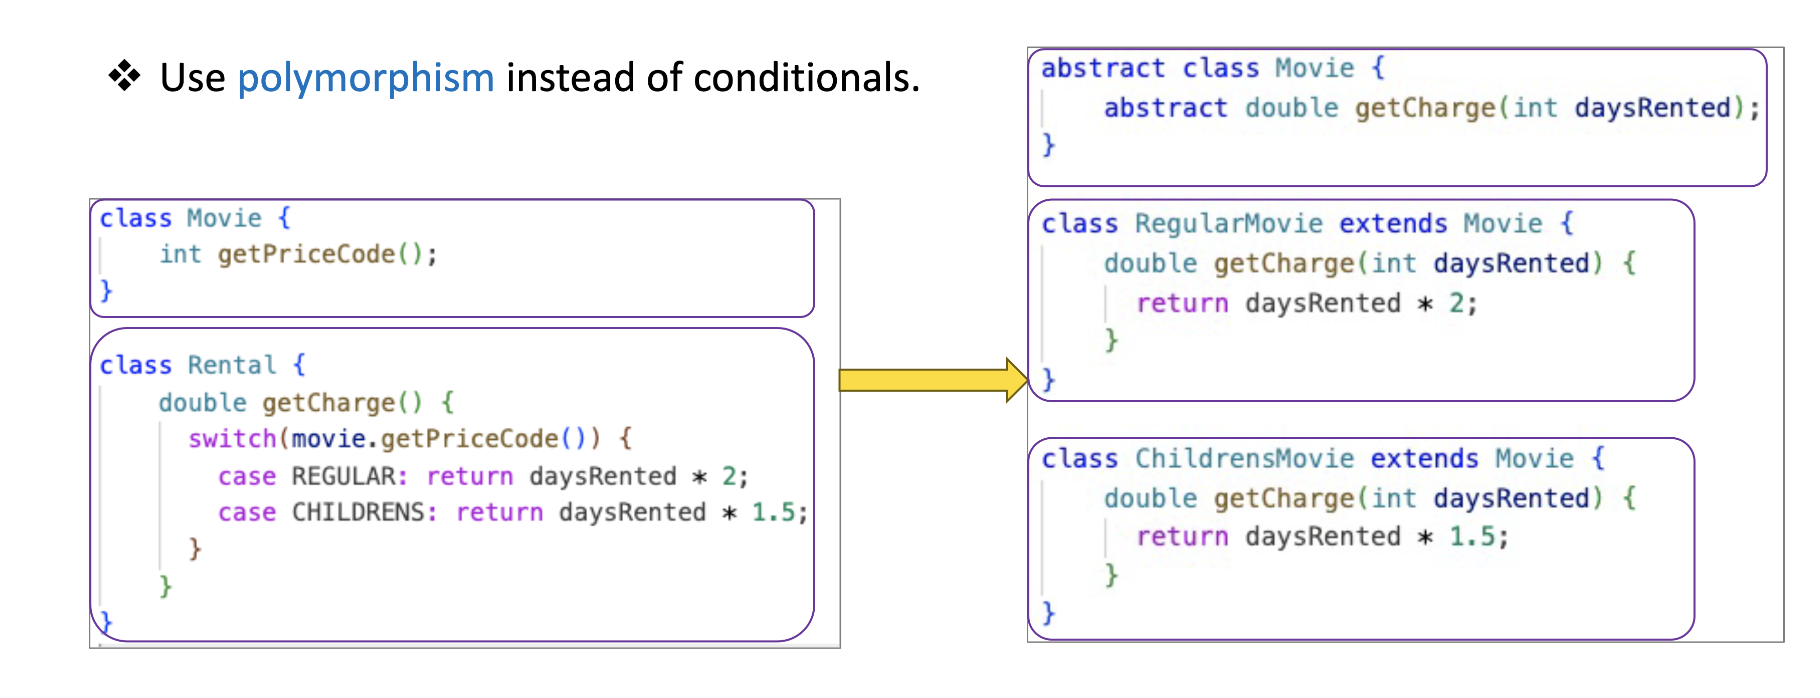 ❖ Use polymorphism instead of conditionals.
class Movie {
int getPriceCode();
}
class Rental {
double getCharge() {
switch(movie.getPriceCode()) {
case REGULAR: return daysRented * 2;
case CHILDRENS: return daysRented * 1.5;
}
}
}
abstract class Movie {
abstract double getCharge(int daysRented);
}
class RegularMovie extends Movie {
double getCharge(int daysRented) {
return daysRented * 2;
}
}
class ChildrensMovie extends Movie {
double getCharge(int daysRented) {
return daysRented * 1.5;
}
}